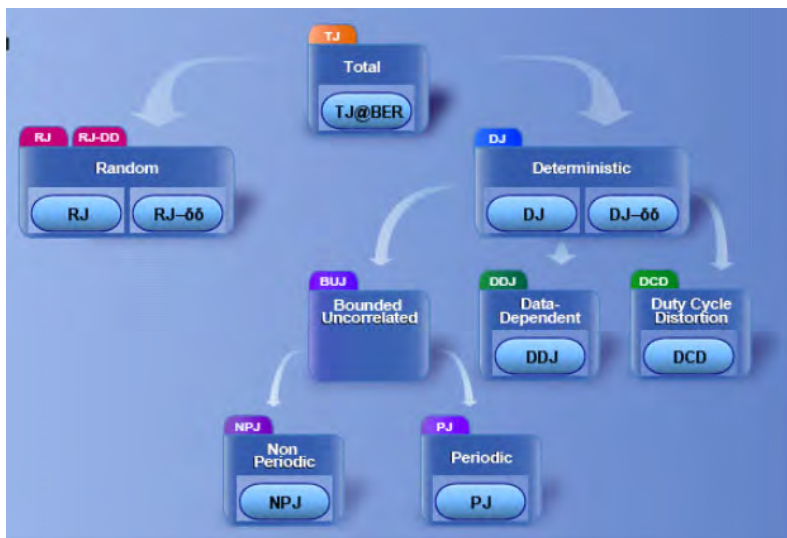 TJ
Total
TJ@BER
RJ RJ-DD
Random
RJ RJ–δδ
DJ
Deterministic
DJ DJ–δδ
BUJ
Bounded
Uncorrelated
DDJ
Data-
Dependent
DDJ
DCD
Duty Cycle
Distortion
DCD
NPJ
Non
Periodic
NPJ
PJ
Periodic
PJ